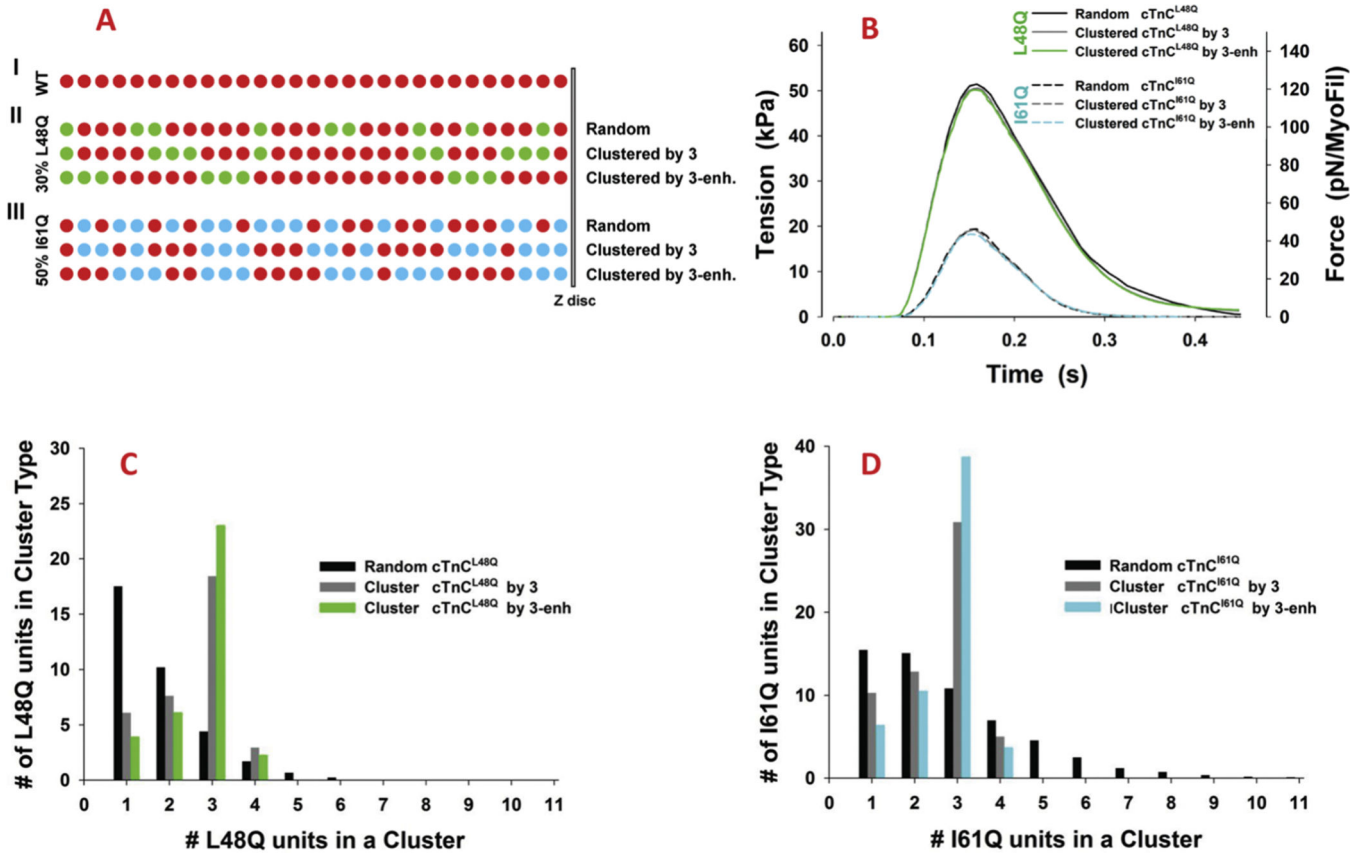 A
I
WT
II
30% L48Q
Random
Clustered by 3
Clustered by 3-enh.
III
50% I61Q
Random
Clustered by 3
Clustered by 3-enh.
Z disc
B
L48Q
Random cTnC^L48Q
Clustered cTnC^L48Q by 3
Clustered cTnC^L48Q by 3-enh
I61Q
Random cTnC^I61Q
Clustered cTnC^I61Q by 3
Clustered cTnC^I61Q by 3-enh
Tension (kPa)
60
50
40
30
20
10
0
Force (pN/MyoFil)
140
120
100
80
60
40
20
0
0.0 0.1 0.2 0.3 0.4
Time (s)
C
# of L48Q units in Cluster Type
30
25
20
15
10
5
0
Random cTnC^L48Q
Cluster cTnC^L48Q by 3
Cluster cTnC^L48Q by 3-enh
0 1 2 3 4 5 6 7 8 9 10 11
# L48Q units in a Cluster
D
# of I61Q units in Cluster Type
40
30
20
10
0
Random cTnC^I61Q
Cluster cTnC^I61Q by 3
Cluster cTnC^I61Q by 3-enh
0 1 2 3 4 5 6 7 8 9 10 11
# I61Q units in a Cluster